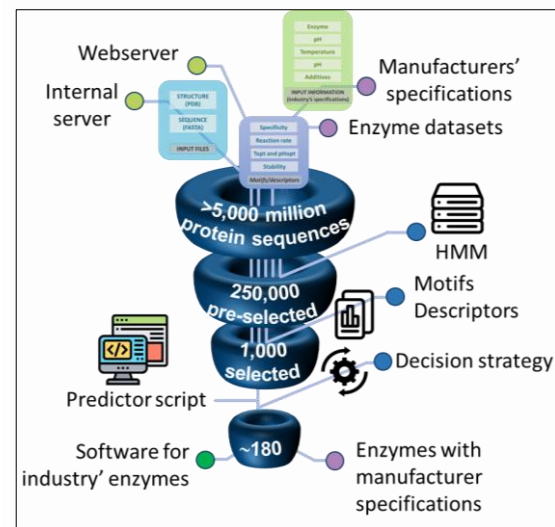 Webserver
Internal
server
STRUCTURE
(PDB)
SEQUENCE
(FASTA)
INPUT FILES
Enzyme
pH
Temperature
pH
Additives
INPUT INFORMATION
(industry's specifications)
Specificity
Reaction rate
Topt and pHopt
Stability
Motifs/descriptors
Manufacturers'
specifications
Enzyme datasets
>5,000 million
protein sequences
HMM
250,000
pre-selected
Motifs
Descriptors
1,000
selected
Decision strategy
Predictor script
~180
Software for
industry' enzymes
Enzymes with
manufacturer
specifications